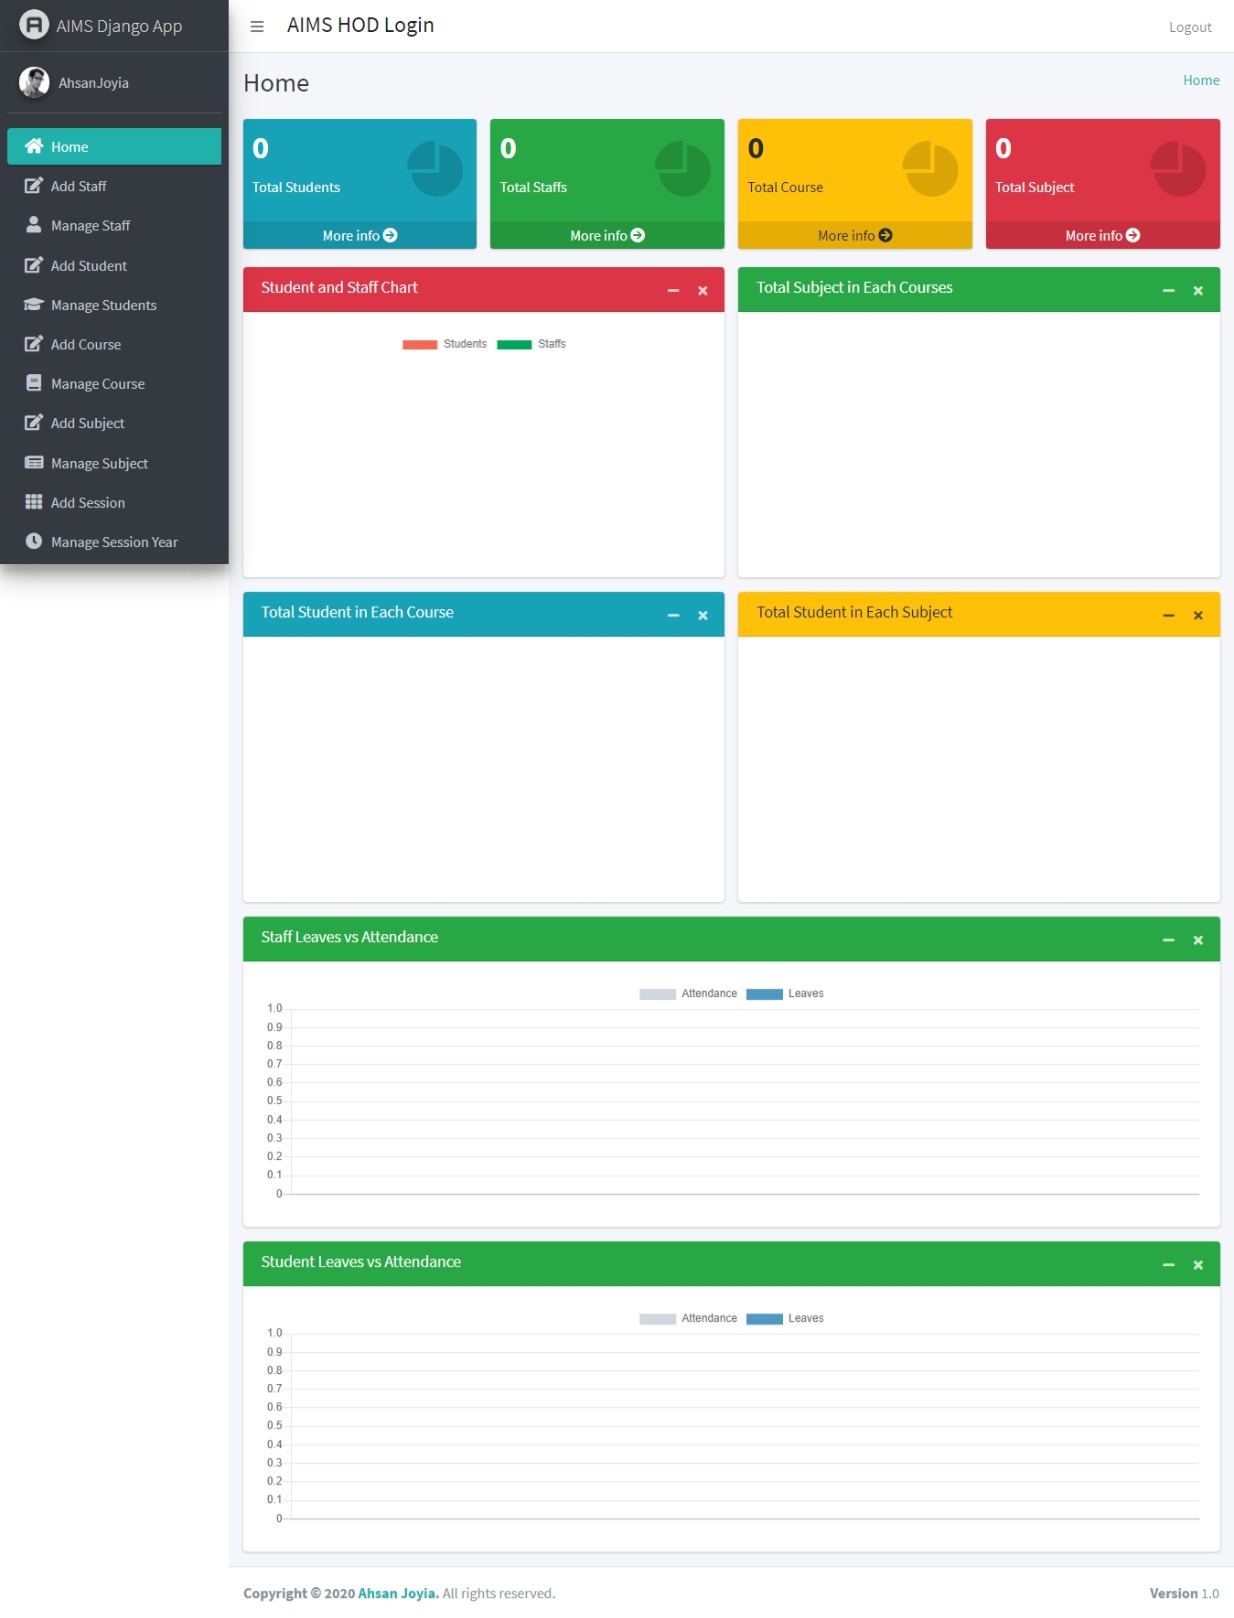 AIMS Django App
AIMS HOD Login
Logout
AhsanJoyia
Home
Add Staff
Manage Staff
Add Student
Manage Students
Add Course
Manage Course
Add Subject
Manage Subject
Add Session
Manage Session Year
Home
Home
0
Total Students
More info
0
Total Staffs
More info
0
Total Course
More info
0
Total Subject
More info
Student and Staff Chart
Students Staffs
Total Subject in Each Courses
Total Student in Each Course
Total Student in Each Subject
Staff Leaves vs Attendance
Attendance Leaves
1.0
0.9
0.8
0.7
0.6
0.5
0.4
0.3
0.2
0.1
0
Student Leaves vs Attendance
Attendance Leaves
1.0
0.9
0.8
0.7
0.6
0.5
0.4
0.3
0.2
0.1
0
Copyright © 2020 Ahsan Joyia. All rights reserved.
Version 1.0